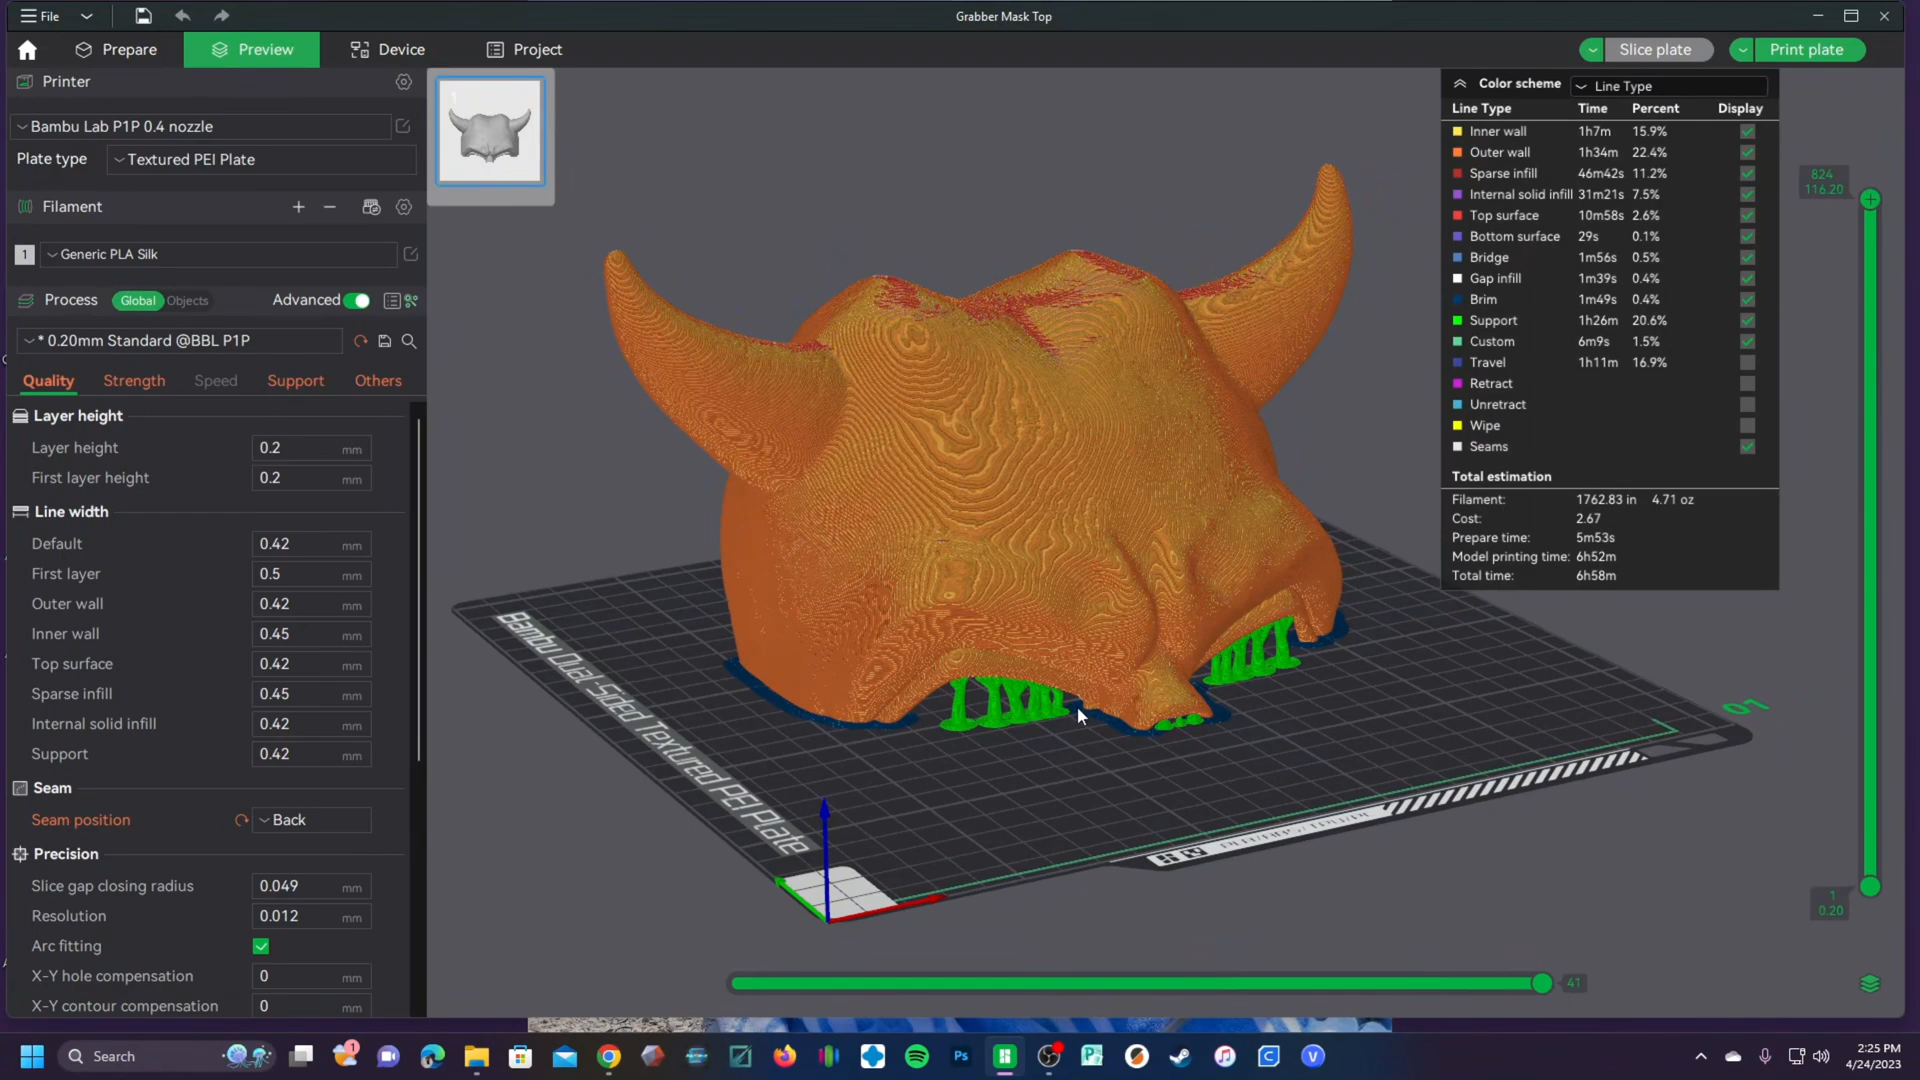 File
Grabber Mask Top
Prepare
Preview
Device
Project
Slice plate
Print plate
Printer
Bambu Lab P1P 0.4 nozzle
Plate type
Textured PEI Plate
Filament
1
Generic PLA Silk
Process
Global
Objects
Advanced
* 0.20mm Standard @BBL P1P
Quality
Strength
Speed
Support
Others
Layer height
Layer height 0.2 mm
First layer height 0.2 mm
Line width
Default 0.42 mm
First layer 0.5 mm
Outer wall 0.42 mm
Inner wall 0.45 mm
Top surface 0.42 mm
Sparse infill 0.45 mm
Internal solid infill 0.42 mm
Support 0.42 mm
Seam
Seam position Back
Precision
Slice gap closing radius 0.049 mm
Resolution 0.012 mm
Arc fitting
X-Y hole compensation 0 mm
X-Y contour compensation 0 mm
1
Bambu Dual-Sided Textured PEI Plate
01
Color scheme Line Type
Line Type Time Percent Display
Inner wall 1h7m 15.9%
Outer wall 1h34m 22.4%
Sparse infill 46m42s 11.2%
Internal solid infill 31m21s 7.5%
Top surface 10m58s 2.6%
Bottom surface 29s 0.1%
Bridge 1m56s 0.5%
Gap infill 1m39s 0.4%
Brim 1m49s 0.4%
Support 1h26m 20.6%
Custom 6m9s 1.5%
Travel 1h11m 16.9%
Retract
Unretract
Wipe
Seams
Total estimation
Filament: 1762.83 in 4.71 oz
Cost: 2.67
Prepare time: 5m53s
Model printing time: 6h52m
Total time: 6h58m
824
116.20
1
0.20
41
Search
1
Ps
2:25 PM
4/24/2023